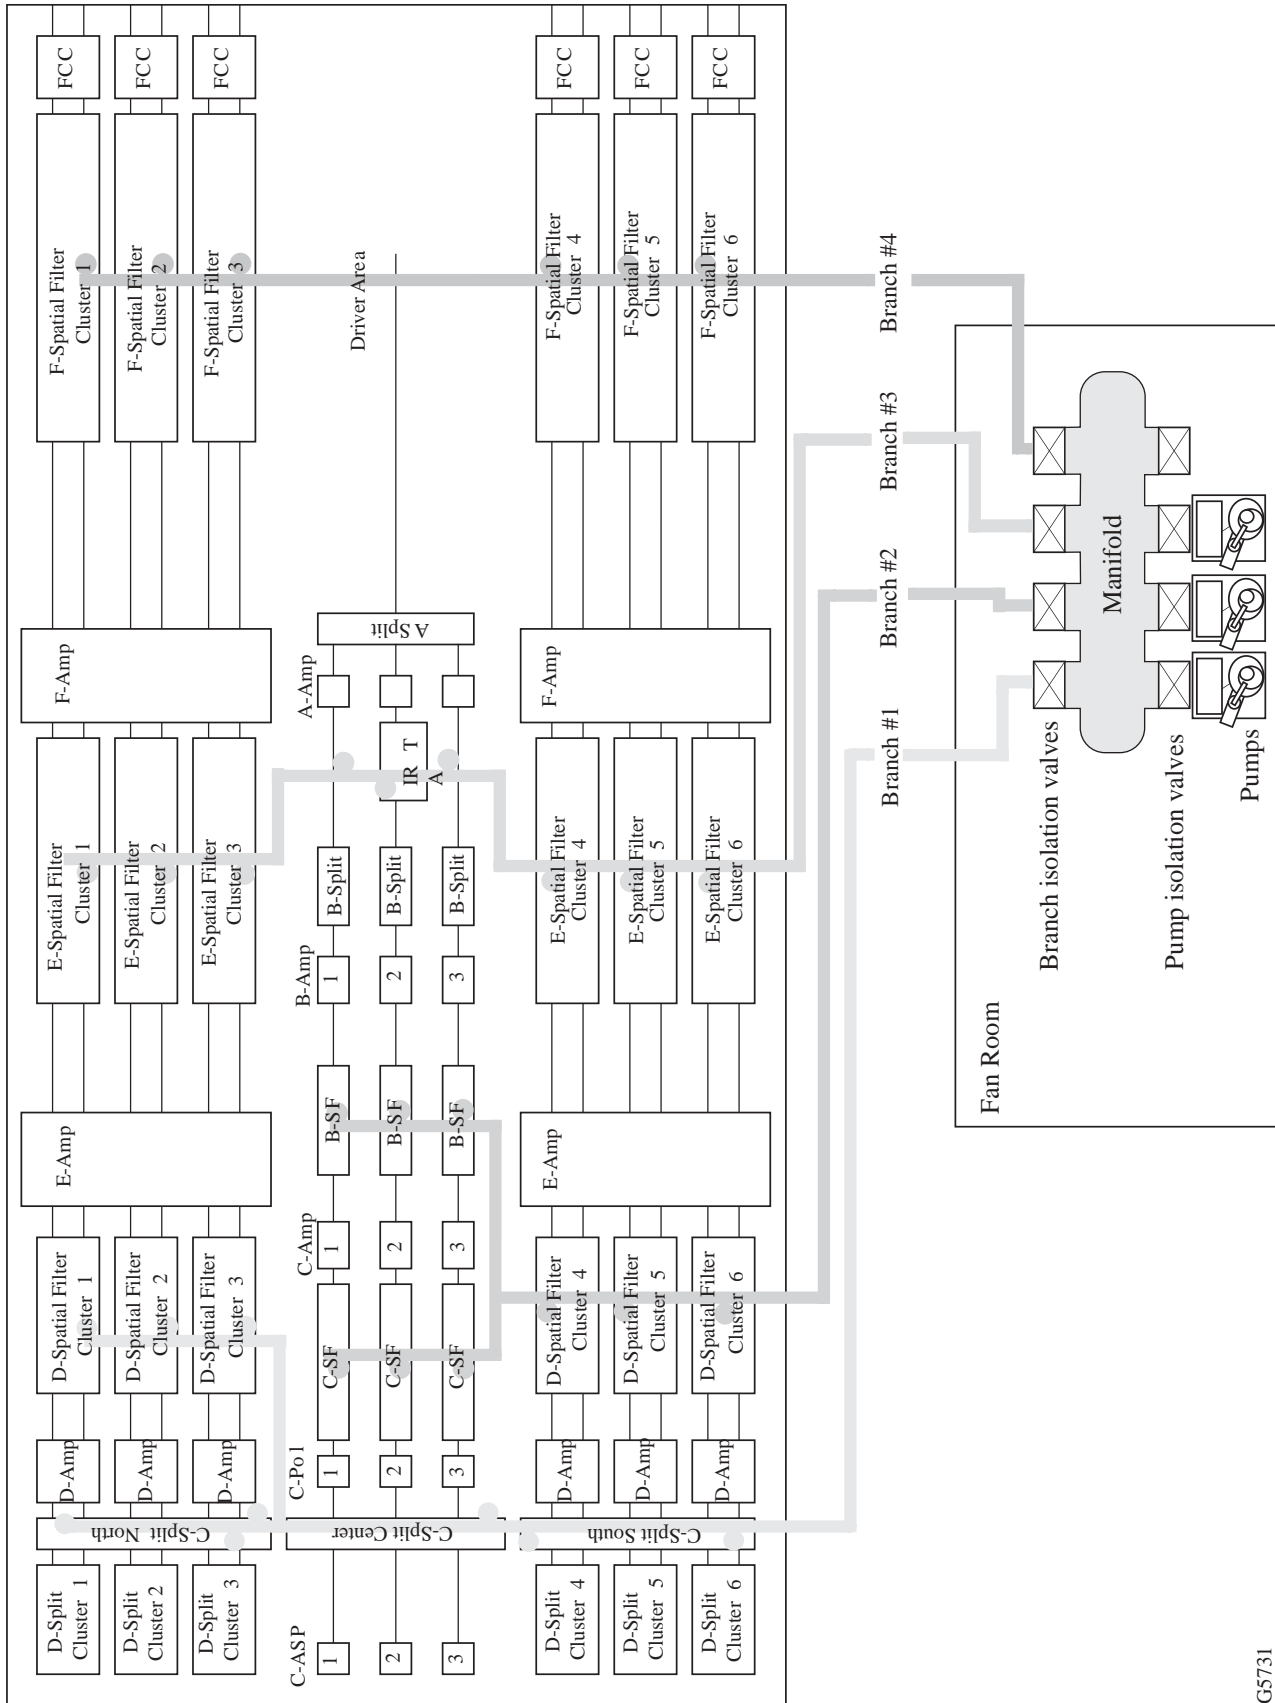 FCC
FCC
FCC
FCC
FCC
FCC
F-Spatial Filter
Cluster 1
F-Spatial Filter
Cluster 2
F-Spatial Filter
Cluster 3
Driver Area
F-Spatial Filter
Cluster 4
F-Spatial Filter
Cluster 5
F-Spatial Filter
Cluster 6
F-Amp
A Split
A-Amp
F-Amp
E-Spatial Filter
Cluster 1
E-Spatial Filter
Cluster 2
E-Spatial Filter
Cluster 3
IR T
A
B-Split
B-Split
B-Split
E-Spatial Filter
Cluster 4
E-Spatial Filter
Cluster 5
E-Spatial Filter
Cluster 6
B-Amp
1
2
3
E-Amp
B-SF
B-SF
B-SF
E-Amp
C-Amp
1
2
3
D-Spatial Filter
Cluster 1
D-Spatial Filter
Cluster 2
D-Spatial Filter
Cluster 3
C-SF
C-SF
C-SF
D-Spatial Filter
Cluster 4
D-Spatial Filter
Cluster 5
D-Spatial Filter
Cluster 6
D-Amp
D-Amp
D-Amp
C-Pol
1
2
3
D-Amp
D-Amp
D-Amp
C-Split North
C-Split Center
C-Split South
D-Split
Cluster 1
D-Split
Cluster 2
D-Split
Cluster 3
C-ASP
1
2
3
D-Split
Cluster 4
D-Split
Cluster 5
D-Split
Cluster 6
Branch #4
Branch #3
Branch #2
Branch #1
Manifold
Branch isolation valves
Pump isolation valves
Pumps
Fan Room
G5731